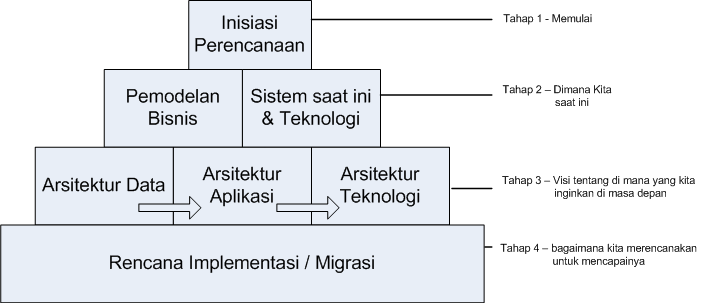 Inisiasi
Perencanaan
Tahap 1 - Memulai
Pemodelan
Bisnis
Sistem saat ini
& Teknologi
Tahap 2 – Dimana Kita
saat ini
Arsitektur Data
Arsitektur
Aplikasi
Arsitektur
Teknologi
Tahap 3 – Visi tentang di mana yang kita
inginkan di masa depan
Rencana Implementasi / Migrasi
Tahap 4 – bagaimana kita merencanakan
untuk mencapainya